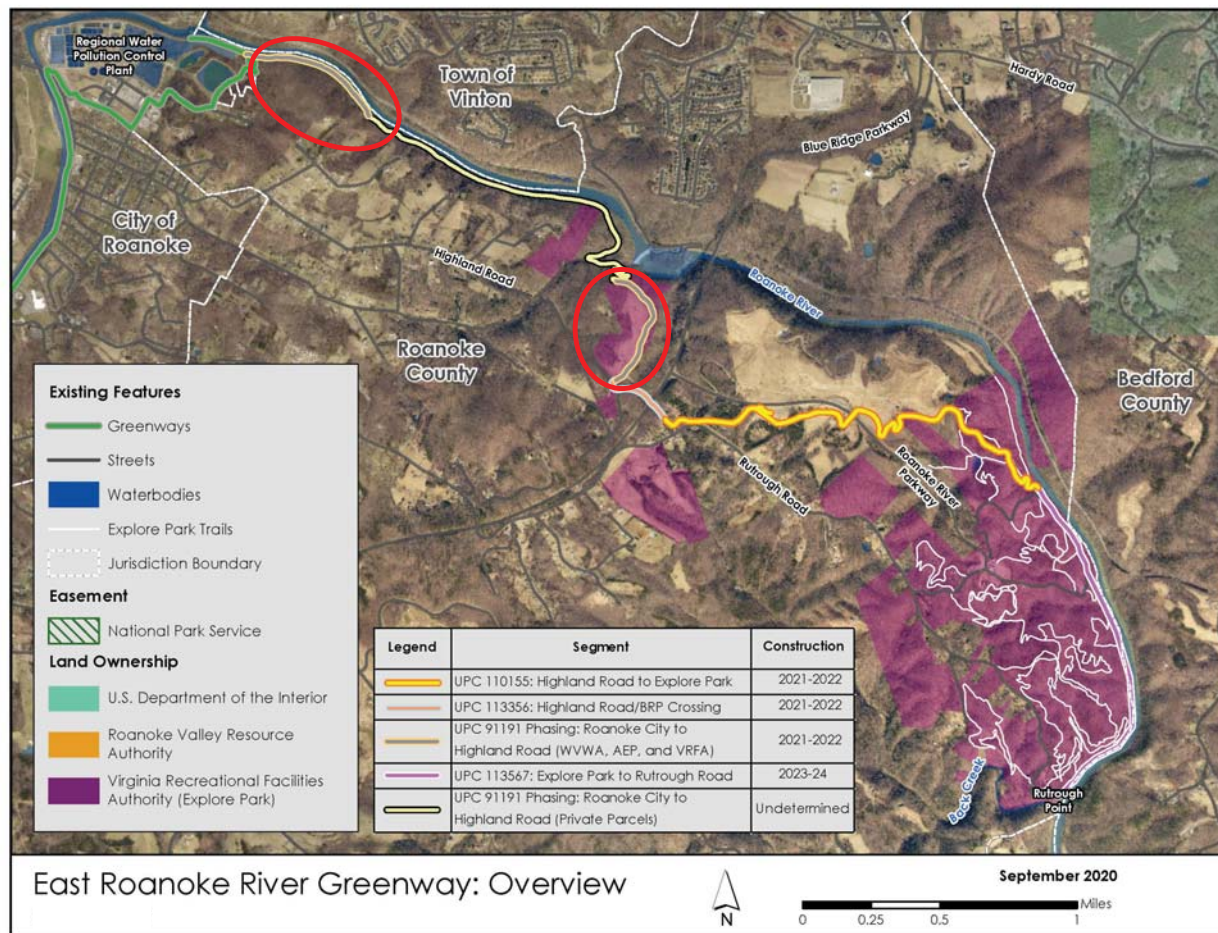 Regional Water
Pollution Control
Plant
Town of
Vinton
Hardy Road
Blue Ridge Parkway
City of
Roanoke
Highland Road
Roanoke River
Roanoke
County
Bedford
County
Rutrough Road
Roanoke River
Parkway
Back Creek
Rutrough
Point
Existing Features
Greenways
Streets
Waterbodies
Explore Park Trails
Jurisdiction Boundary
Easement
National Park Service
Land Ownership
U.S. Department of the Interior
Roanoke Valley Resource
Authority
Virginia Recreational Facilities
Authority (Explore Park)
Legend Segment Construction
UPC 110155: Highland Road to Explore Park 2021-2022
UPC 113356: Highland Road/BRP Crossing 2021-2022
UPC 91191 Phasing: Roanoke City to
Highland Road (WVWA, AEP, and VRFA) 2021-2022
UPC 113567: Explore Park to Rutrough Road 2023-24
UPC 91191 Phasing: Roanoke City to
Highland Road (Private Parcels) Undetermined
East Roanoke River Greenway: Overview
N
September 2020
Miles
0 0.25 0.5 1